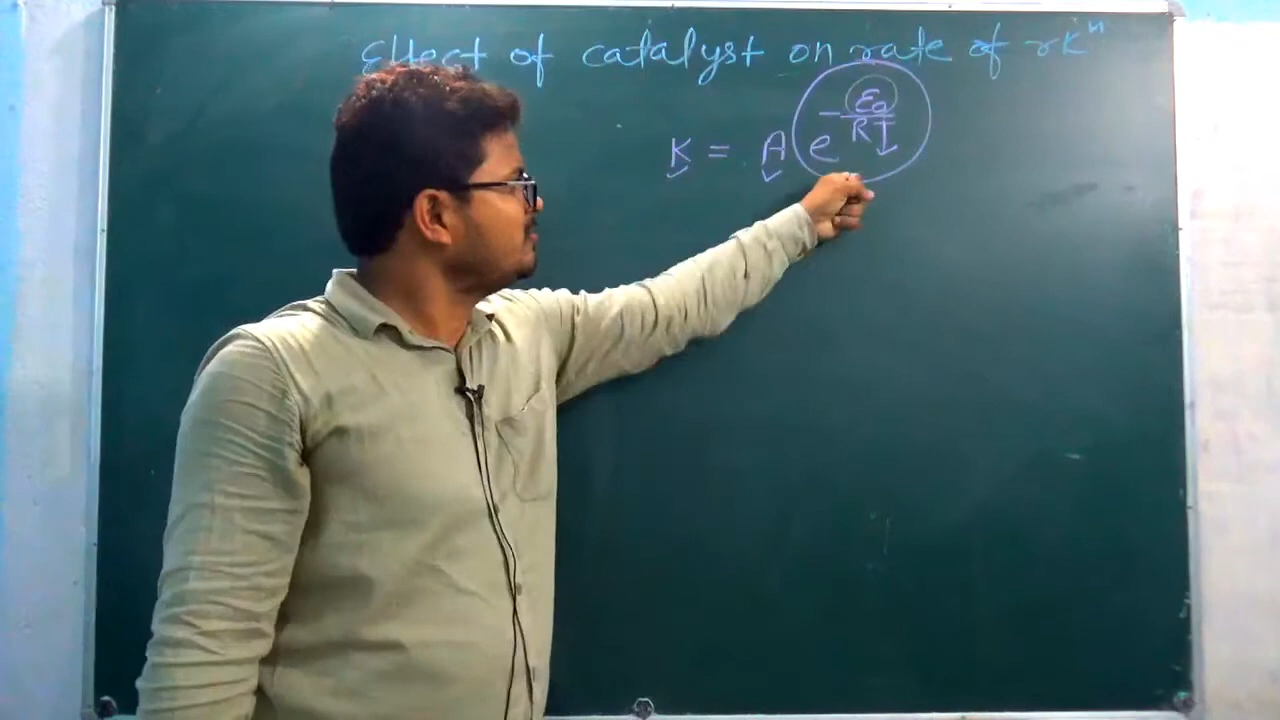 Effect of catalyst on rate of rxⁿ
K = A e^(-Ea/RT)